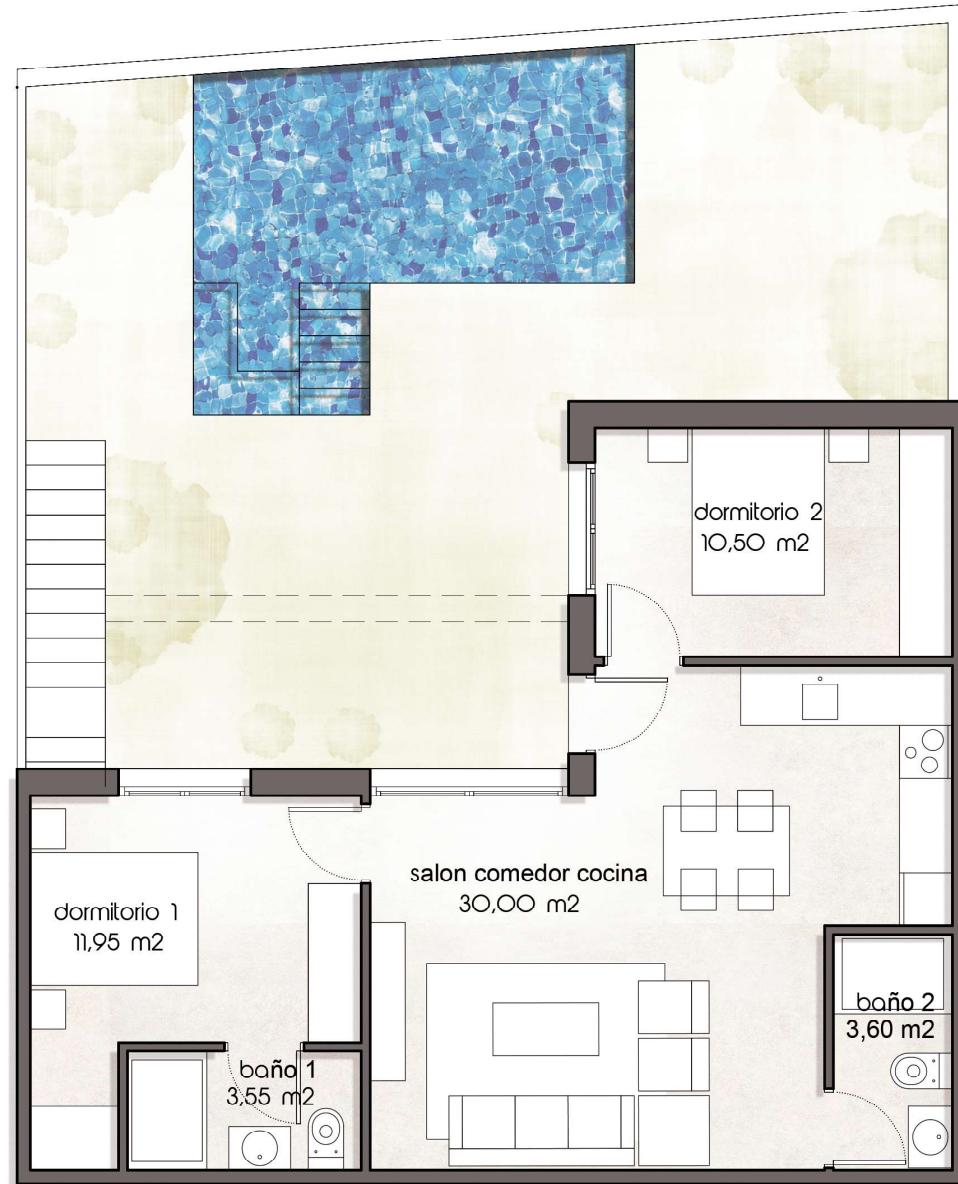 dormitorio 2
10,50 m2
salon comedor cocina
30,00 m2
dormitorio 1
11,95 m2
baño 2
3,60 m2
baño 1
3,55 m2